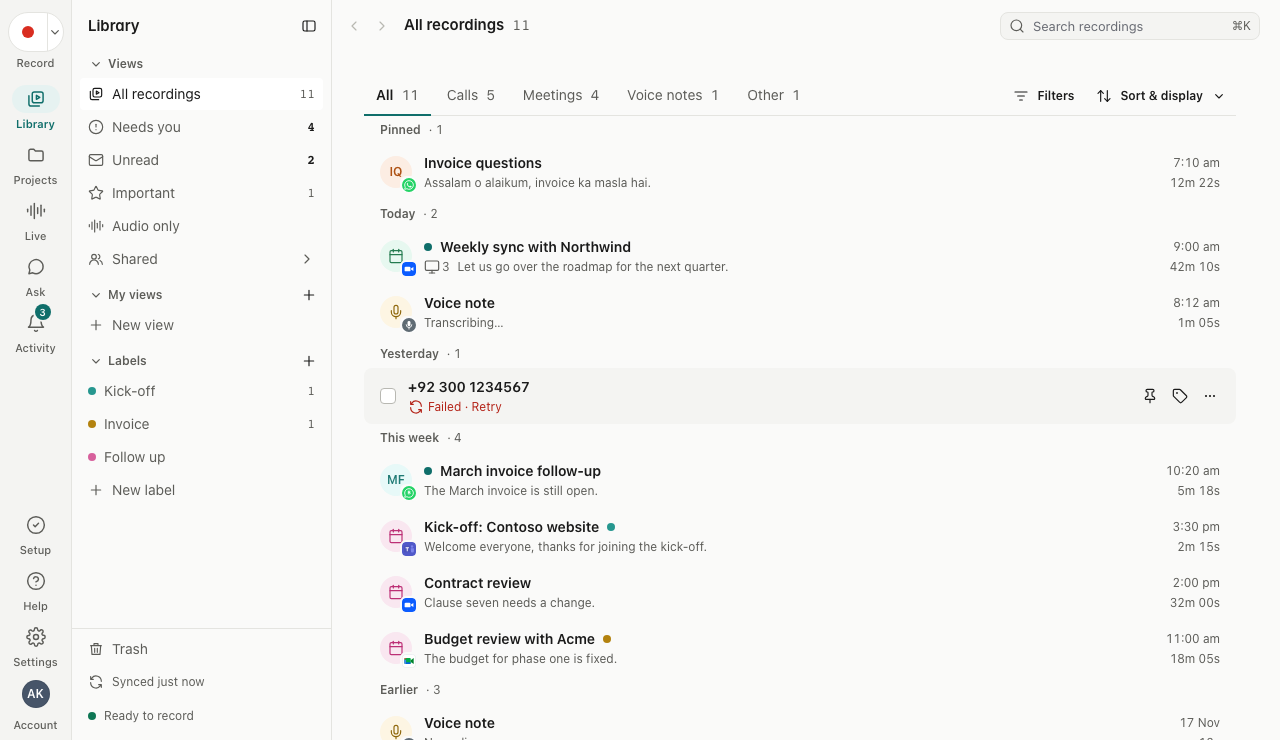 Record
Library
Projects
Live
Ask
3
Activity
Setup
Help
Settings
AK
Account
Library
Views
All recordings 11
Needs you 4
Unread 2
Important 1
Audio only
Shared
My views
New view
Labels
Kick-off 1
Invoice 1
Follow up
New label
Trash
Synced just now
Ready to record
All recordings 11
Search recordings ⌘K
All 11 Calls 5 Meetings 4 Voice notes 1 Other 1
Filters Sort & display
Pinned · 1
IQ
Invoice questions 7:10 am
Assalam o alaikum, invoice ka masla hai. 12m 22s
Today · 2
Weekly sync with Northwind 9:00 am
3 Let us go over the roadmap for the next quarter. 42m 10s
Voice note 8:12 am
Transcribing... 1m 05s
Yesterday · 1
+92 300 1234567
Failed · Retry
This week · 4
MF
March invoice follow-up 10:20 am
The March invoice is still open. 5m 18s
Kick-off: Contoso website 3:30 pm
Welcome everyone, thanks for joining the kick-off. 2m 15s
Contract review 2:00 pm
Clause seven needs a change. 32m 00s
Budget review with Acme 11:00 am
The budget for phase one is fixed. 18m 05s
Earlier · 3
Voice note 17 Nov